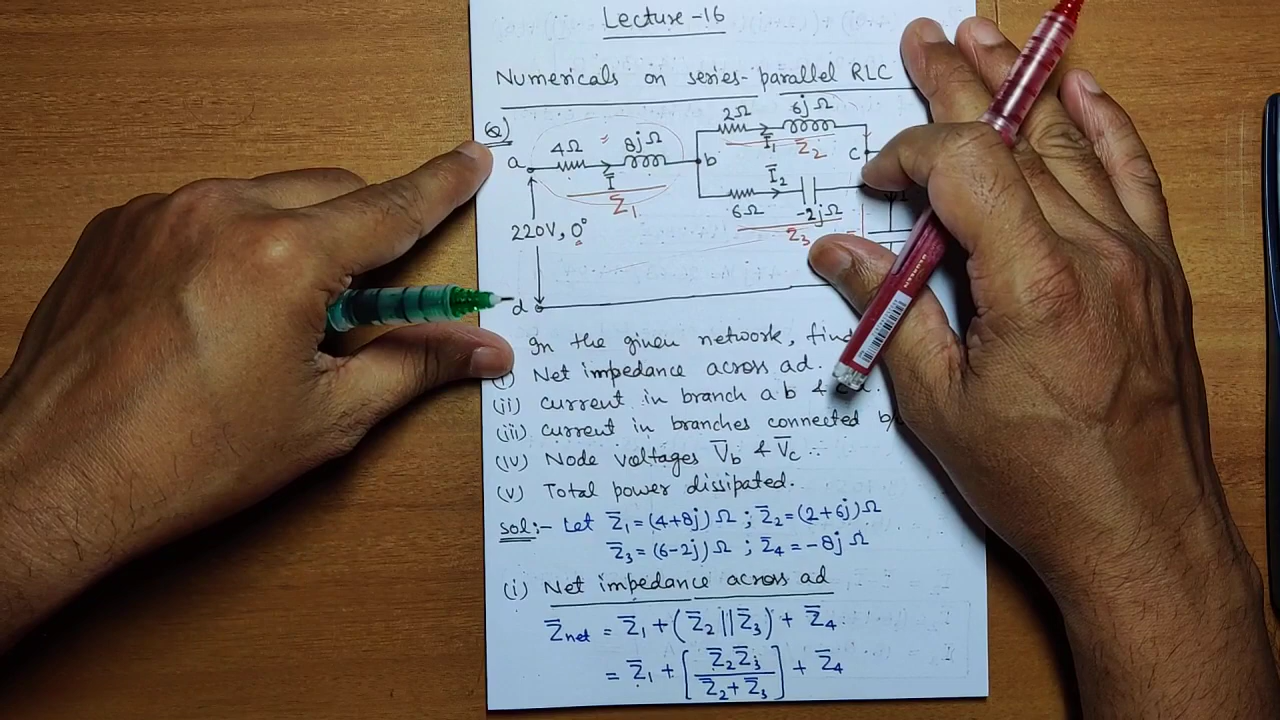 Lecture-16
Numericals on series-parallel RLC
Q)
2Ω 6jΩ
4Ω 8jΩ
a b Ī₁ Z₂ c
Ī Z₁ Ī₂
6Ω -2jΩ
Z₃
220V, 0°
d
In the given network, find
(i) Net impedance across ad.
(ii) Current in branch ab &
(iii) Current in branches connected
(iv) Node voltages V̄b & V̄c
(v) Total power dissipated.
Sol:- Let Z̄₁ = (4+8j) Ω ; Z̄₂ = (2+6j) Ω
Z̄₃ = (6-2j) Ω ; Z̄₄ = -8j Ω
(i) Net impedance across ad
Z̄net = Z̄₁ + (Z̄₂ || Z̄₃) + Z̄₄
= Z̄₁ + [Z̄₂Z̄₃ / Z̄₂ + Z̄₃] + Z̄₄